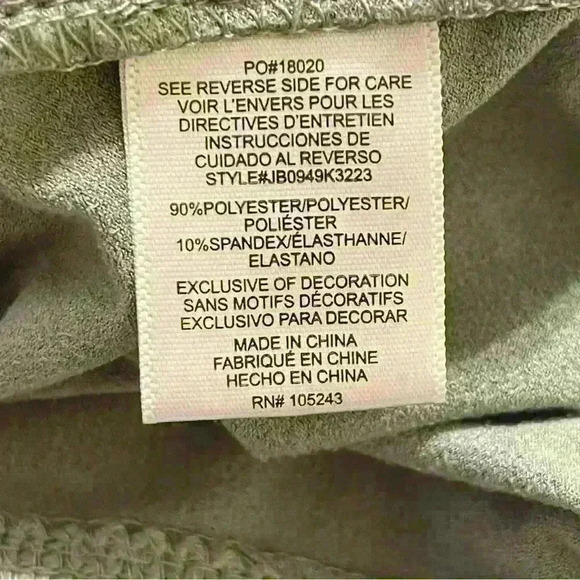 PO#18020
SEE REVERSE SIDE FOR CARE
VOIR L'ENVERS POUR LES
DIRECTIVES D'ENTRETIEN
INSTRUCCIONES DE
CUIDADO AL REVERSO
STYLE#JB0949K3223
90%POLYESTER/POLYESTER/
POLIÉSTER
10%SPANDEX/ÉLASTHANNE/
ELASTANO
EXCLUSIVE OF DECORATION
SANS MOTIFS DÉCORATIFS
EXCLUSIVO PARA DECORAR
MADE IN CHINA
FABRIQUÉ EN CHINE
HECHO EN CHINA
RN# 105243